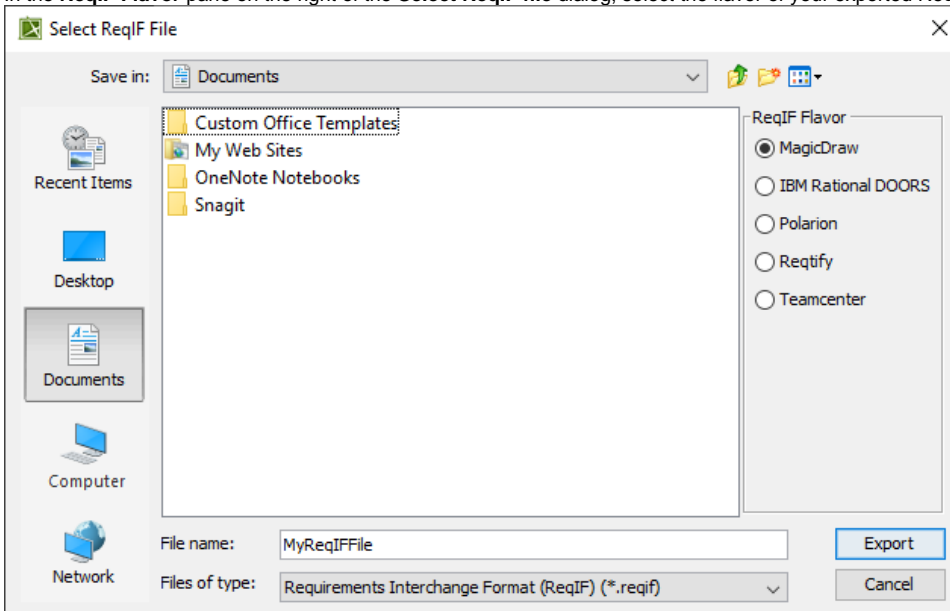 Select ReqIF File
Save in:
Documents
Recent Items
Desktop
Documents
Computer
Network
Custom Office Templates
My Web Sites
OneNote Notebooks
Snagit
ReqIF Flavor
MagicDraw
IBM Rational DOORS
Polarion
Reqtify
Teamcenter
File name:
MyReqIFFile
Export
Files of type:
Requirements Interchange Format (ReqIF) (*.reqif)
Cancel